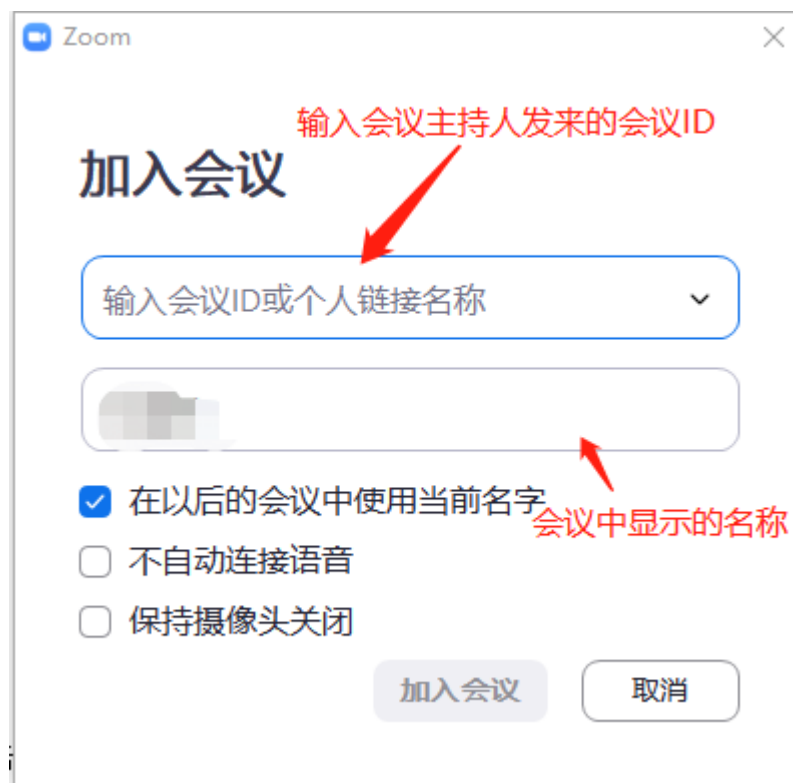 Zoom
输入会议主持人发来的会议ID
加入会议
输入会议ID或个人链接名称
在以后的会议中使用当前名字
会议中显示的名称
不自动连接语音
保持摄像头关闭
加入会议
取消